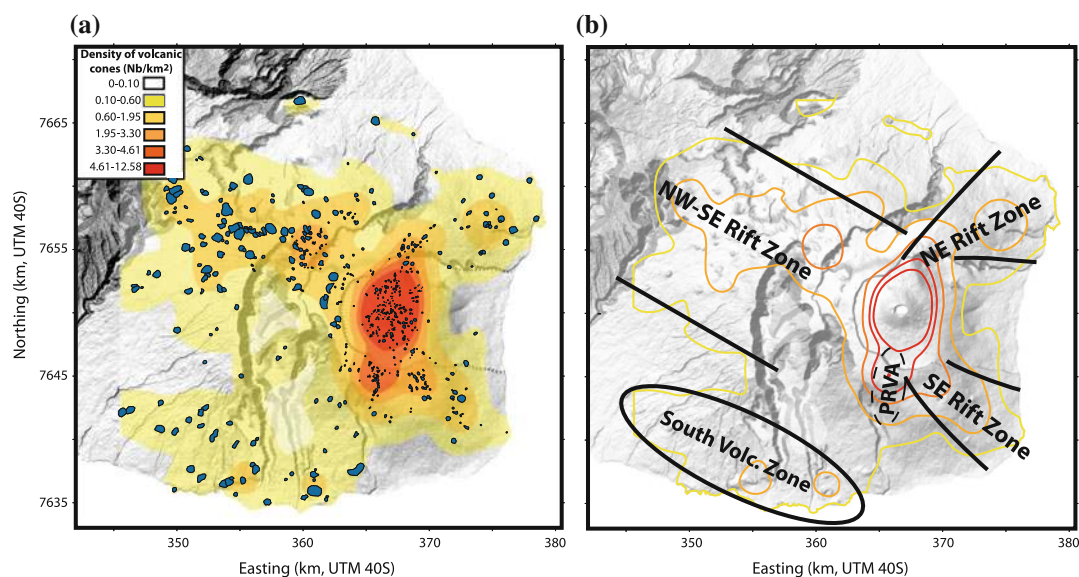 (a)
(b)
Density of volcanic
cones (Nb/km2)
0-0.10
0.10-0.60
0.60-1.95
1.95-3.30
3.30-4.61
4.61-12.58
7665
7655
7645
7635
Northing (km, UTM 40S)
350
360
370
380
Easting (km, UTM 40S)
NW-SE Rift Zone
NE Rift Zone
PRVA
SE Rift Zone
South Volc. Zone
350
360
370
380
Easting (km, UTM 40S)